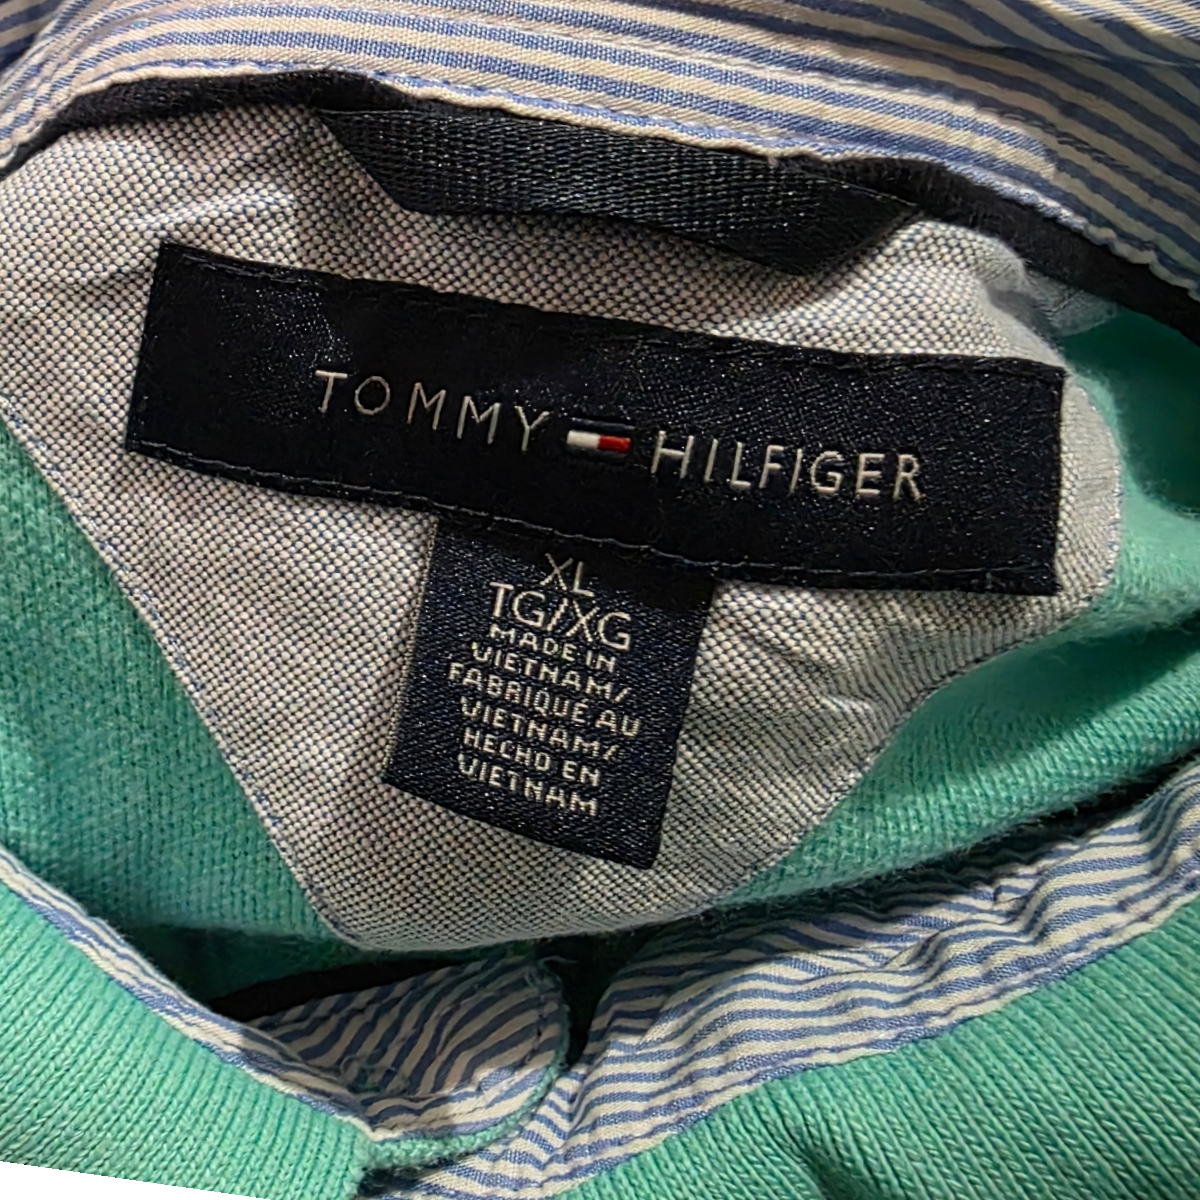 TOMMY HILFIGER
XL
TG/XG
MADE IN
VIETNAM/
FABRIQUÉ AU
VIETNAM/
HECHO EN
VIETNAM